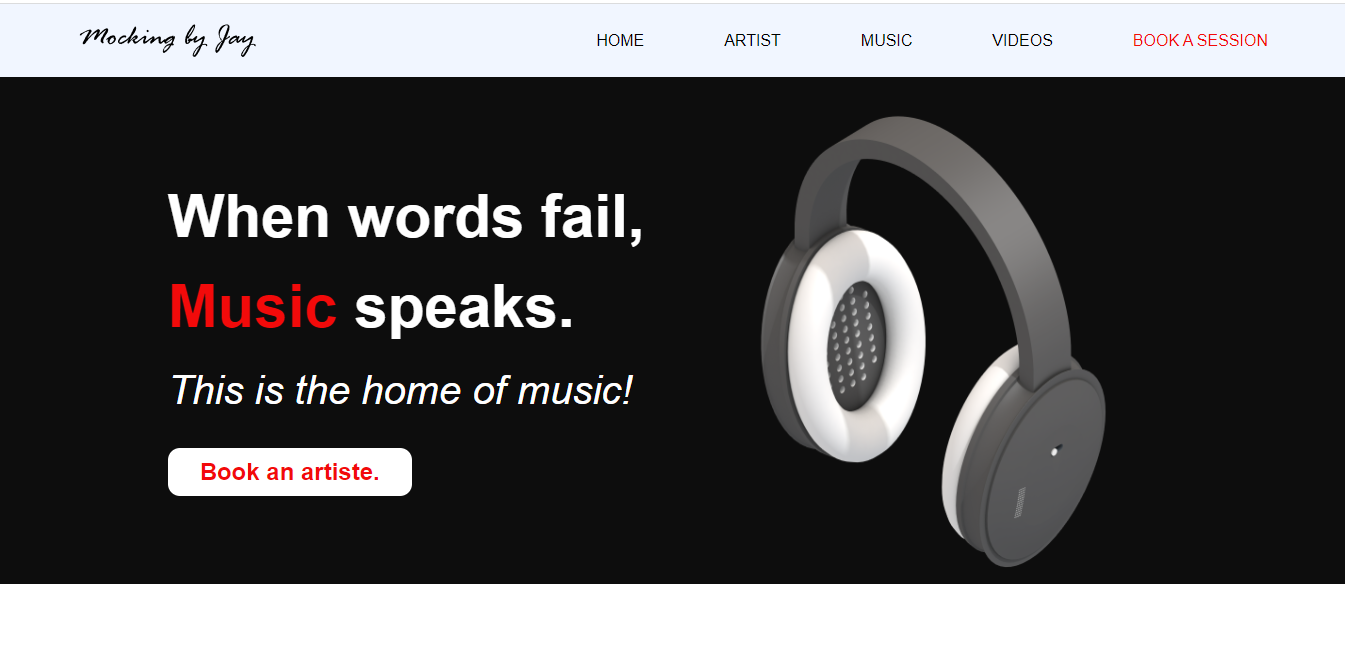 Mocking by Jay
HOME ARTIST MUSIC VIDEOS BOOK A SESSION
When words fail,
Music speaks.
This is the home of music!
Book an artiste.